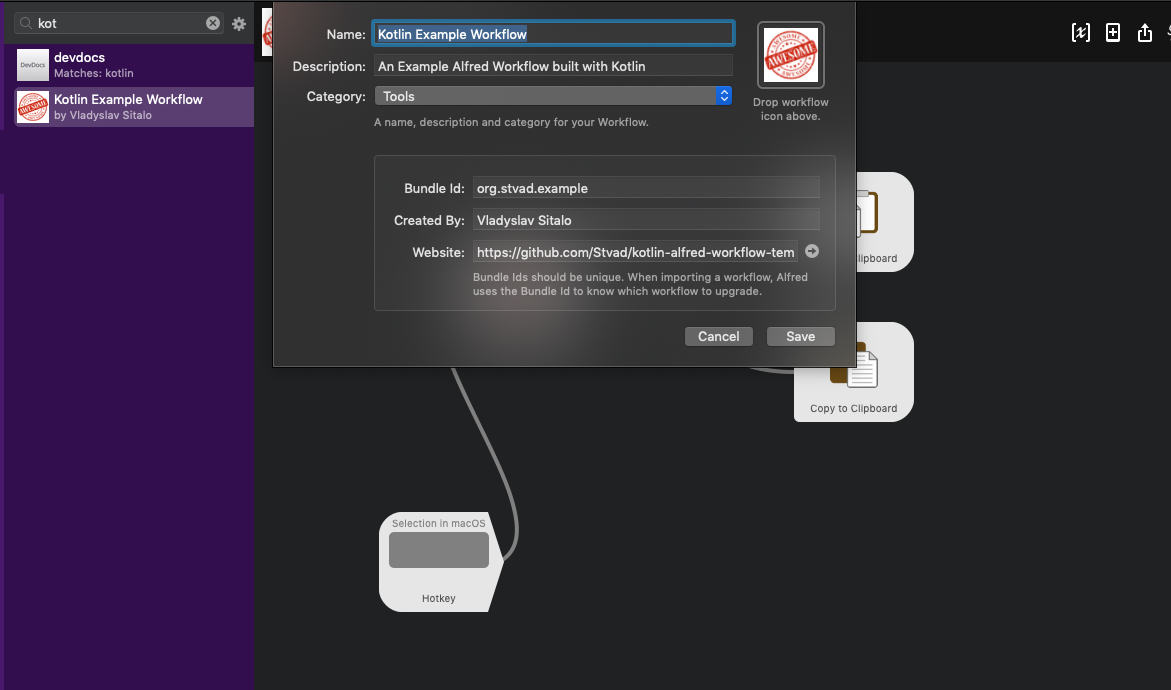 kot
DevDocs
devdocs
Matches: kotlin
AWESOME
Kotlin Example Workflow
by Vladyslav Sitalo
Name: Kotlin Example Workflow
Description: An Example Alfred Workflow built with Kotlin
Category: Tools
A name, description and category for your Workflow.
AWESOME
Drop workflow
icon above.
Bundle Id: org.stvad.example
Created By: Vladyslav Sitalo
Website: https://github.com/Stvad/kotlin-alfred-workflow-tem
Bundle Ids should be unique. When importing a workflow, Alfred
uses the Bundle Id to know which workflow to upgrade.
Cancel Save
lipboard
Copy to Clipboard
Selection in macOS
Hotkey